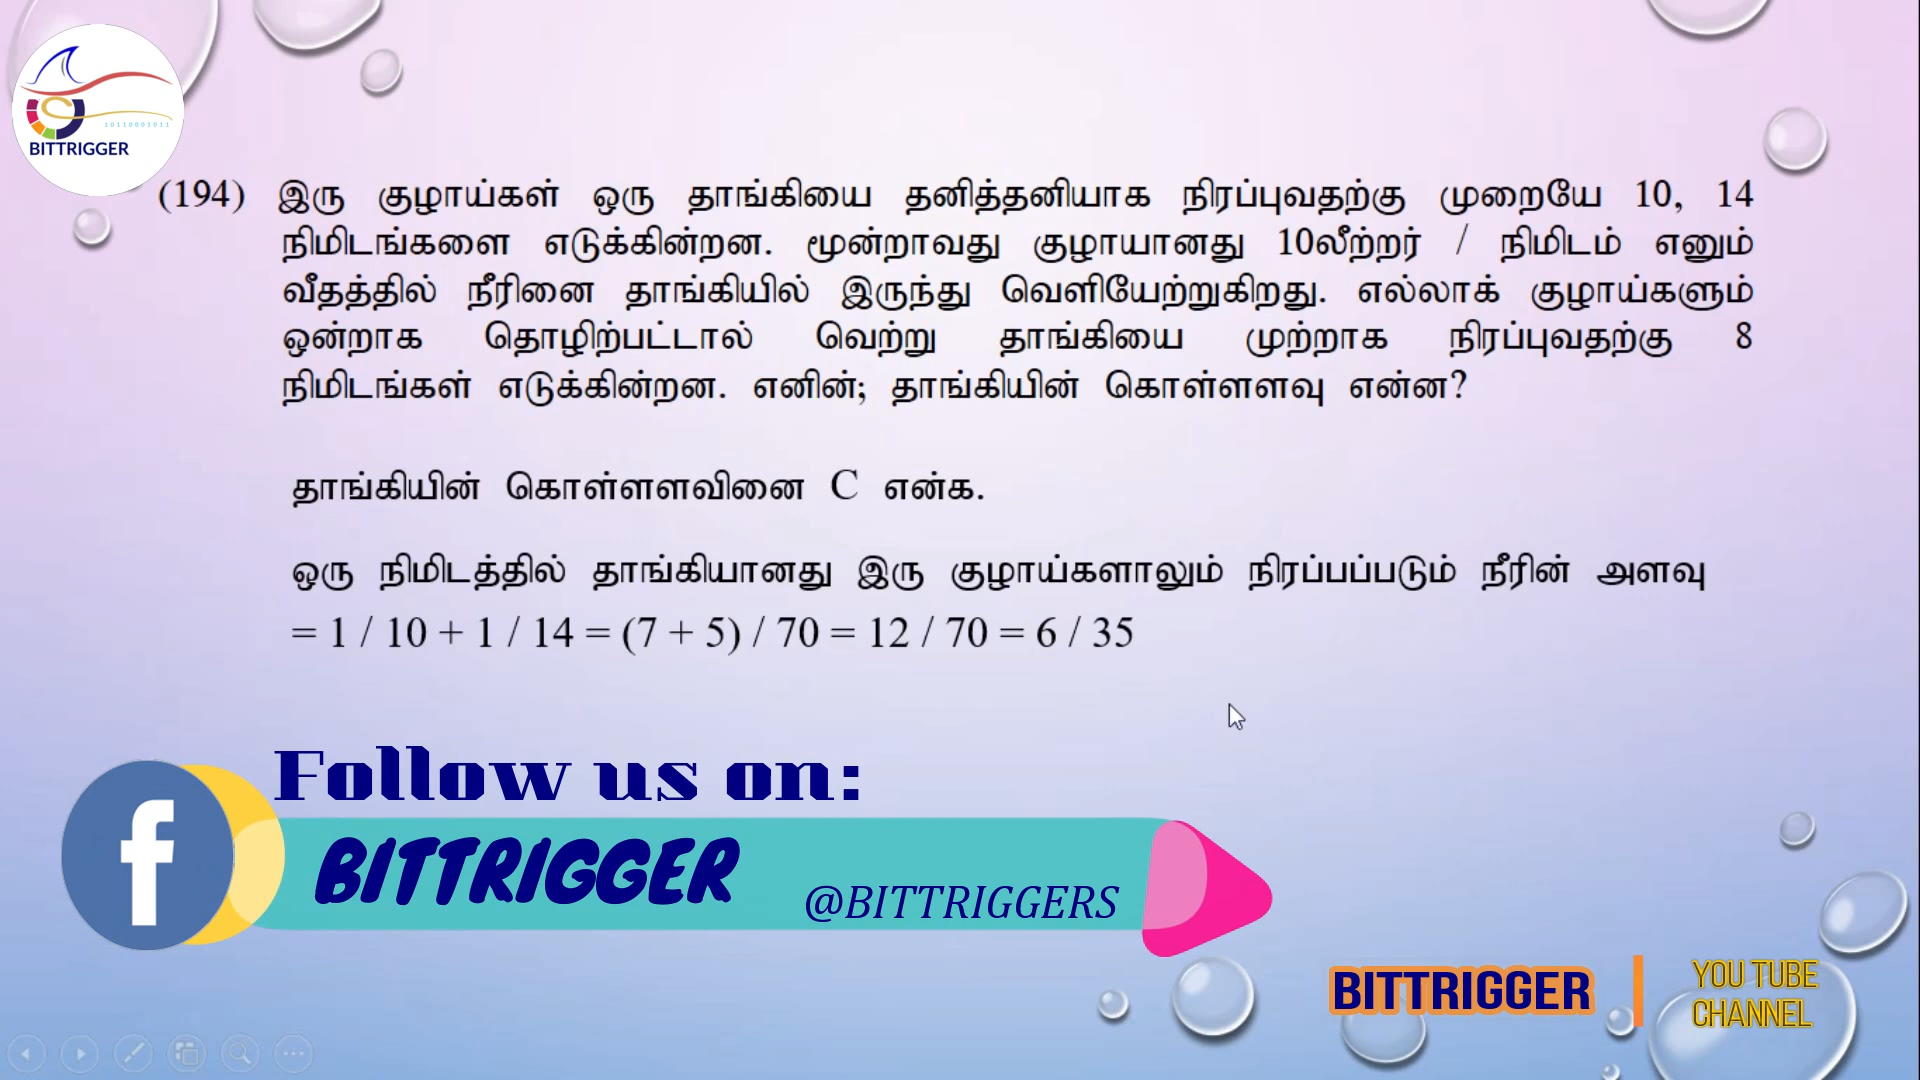 BITTRIGGER
10110001011
(194) இரு குழாய்கள் ஒரு தாங்கியை தனித்தனியாக நிரப்புவதற்கு முறையே 10, 14
நிமிடங்களை எடுக்கின்றன. மூன்றாவது குழாயானது 10லீற்றர் / நிமிடம் எனும்
வீதத்தில் நீரினை தாங்கியில் இருந்து வெளியேற்றுகிறது. எல்லாக் குழாய்களும்
ஒன்றாக தொழிற்பட்டால் வெற்று தாங்கியை முற்றாக நிரப்புவதற்கு 8
நிமிடங்கள் எடுக்கின்றன. எனின்; தாங்கியின் கொள்ளளவு என்ன?
தாங்கியின் கொள்ளளவினை C என்க.
ஒரு நிமிடத்தில் தாங்கியானது இரு குழாய்களாலும் நிரப்பப்படும் நீரின் அளவு
= 1 / 10 + 1 / 14 = (7 + 5) / 70 = 12 / 70 = 6 / 35
Follow us on:
f
BITTRIGGER
@BITTRIGGERS
BITTRIGGER
YOU TUBE
CHANNEL